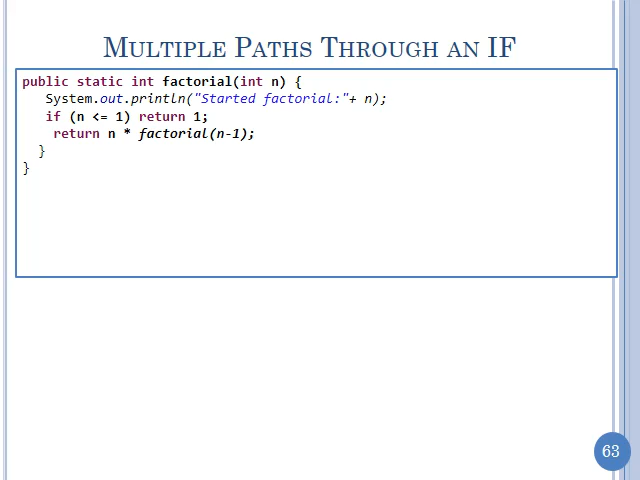 MULTIPLE PATHS THROUGH AN IF
public static int factorial(int n) {
System.out.println("Started factorial:"+ n);
if (n <= 1) return 1;
return n * factorial(n-1);
}
}
63